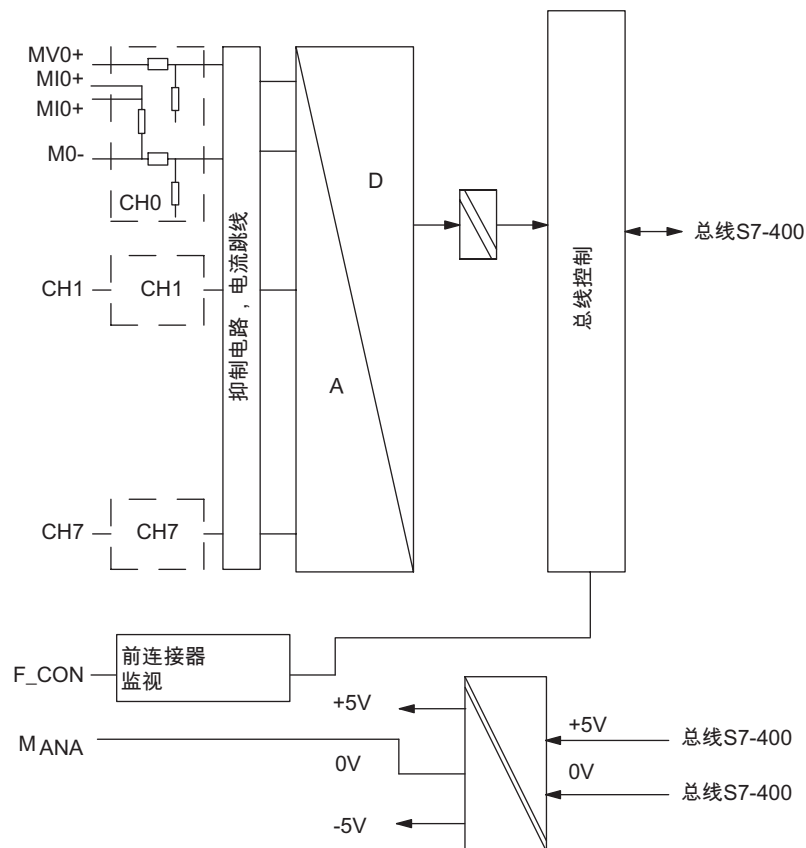 MV0+
MI0+
MI0+
M0-
CH0
CH1
CH1
CH7
CH7
抑制电路，电流跳线
D
A
总线控制
总线S7-400
F_CON
前连接器
监视
MANA
+5V
0V
-5V
+5V
总线S7-400
0V
总线S7-400